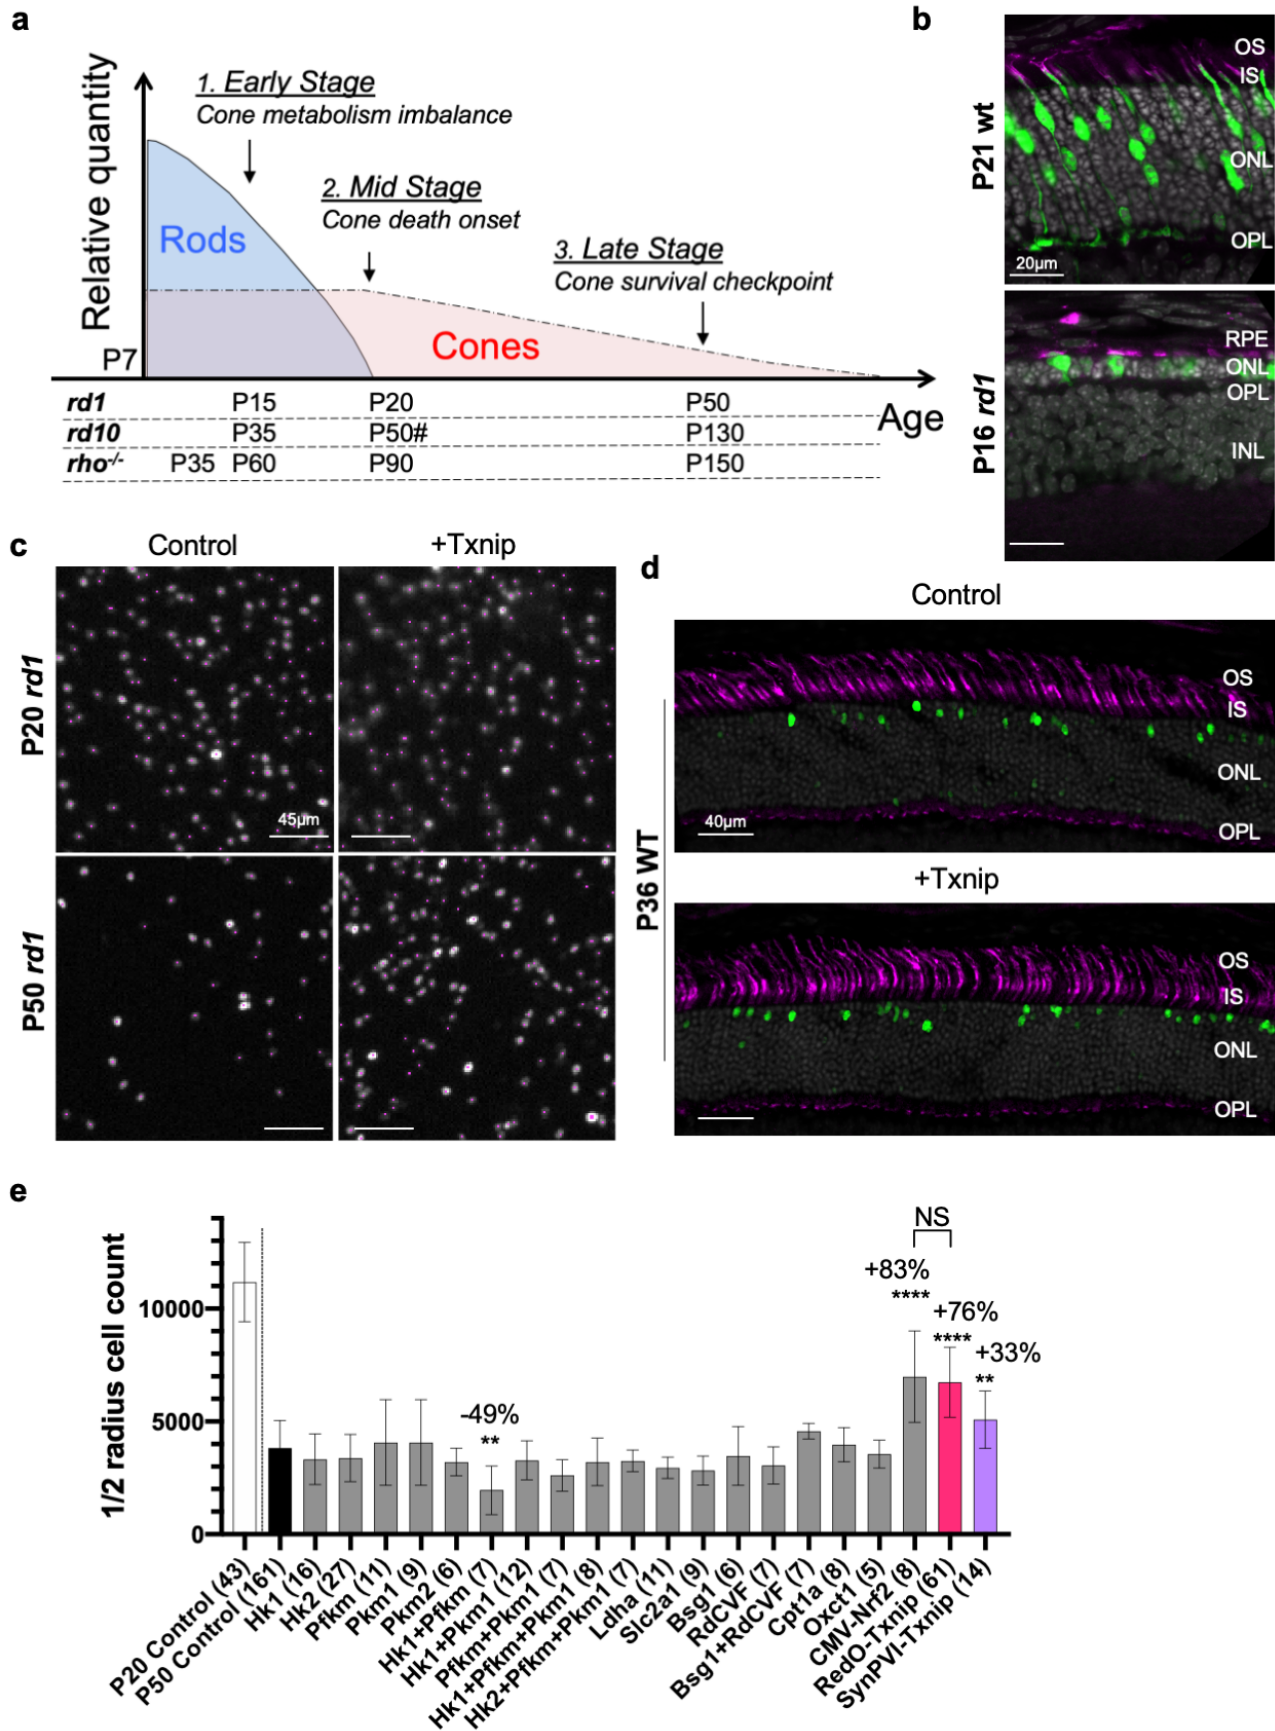 a
Relative quantity
1. Early Stage
Cone metabolism imbalance
2. Mid Stage
Cone death onset
3. Late Stage
Cone survival checkpoint
Rods
Cones
P7
Age
rd1 P15 P20 P50
rd10 P35 P50# P130
rho-/- P35 P60 P90 P150
b
P21 wt
OS
IS
ONL
OPL
20µm
P16 rd1
RPE
ONL
OPL
INL
c
Control +Txnip
P20 rd1
45µm
P50 rd1
d
Control
P36 WT
OS
IS
ONL
OPL
40µm
+Txnip
OS
IS
ONL
OPL
e
1/2 radius cell count
10000
5000
0
-49%
**
NS
+83%
****
+76%
****
+33%
**
P20 Control (43)
P50 Control (161)
Hk1 (16)
Hk2 (27)
Pfkm (11)
Pkm1 (9)
Pkm2 (6)
Hk1+Pfkm (7)
Hk1+Pkm1 (12)
Pfkm+Pkm1 (7)
Hk1+Pfkm+Pkm1 (8)
Hk2+Pfkm+Pkm1 (7)
Ldha (11)
Slc2a1 (9)
Bsg1 (6)
RdCVF (7)
Bsg1+RdCVF (7)
Cpt1a (8)
Oxct1 (5)
CMV-Nrf2 (8)
RedO-Txnip (61)
SynPVI-Txnip (14)